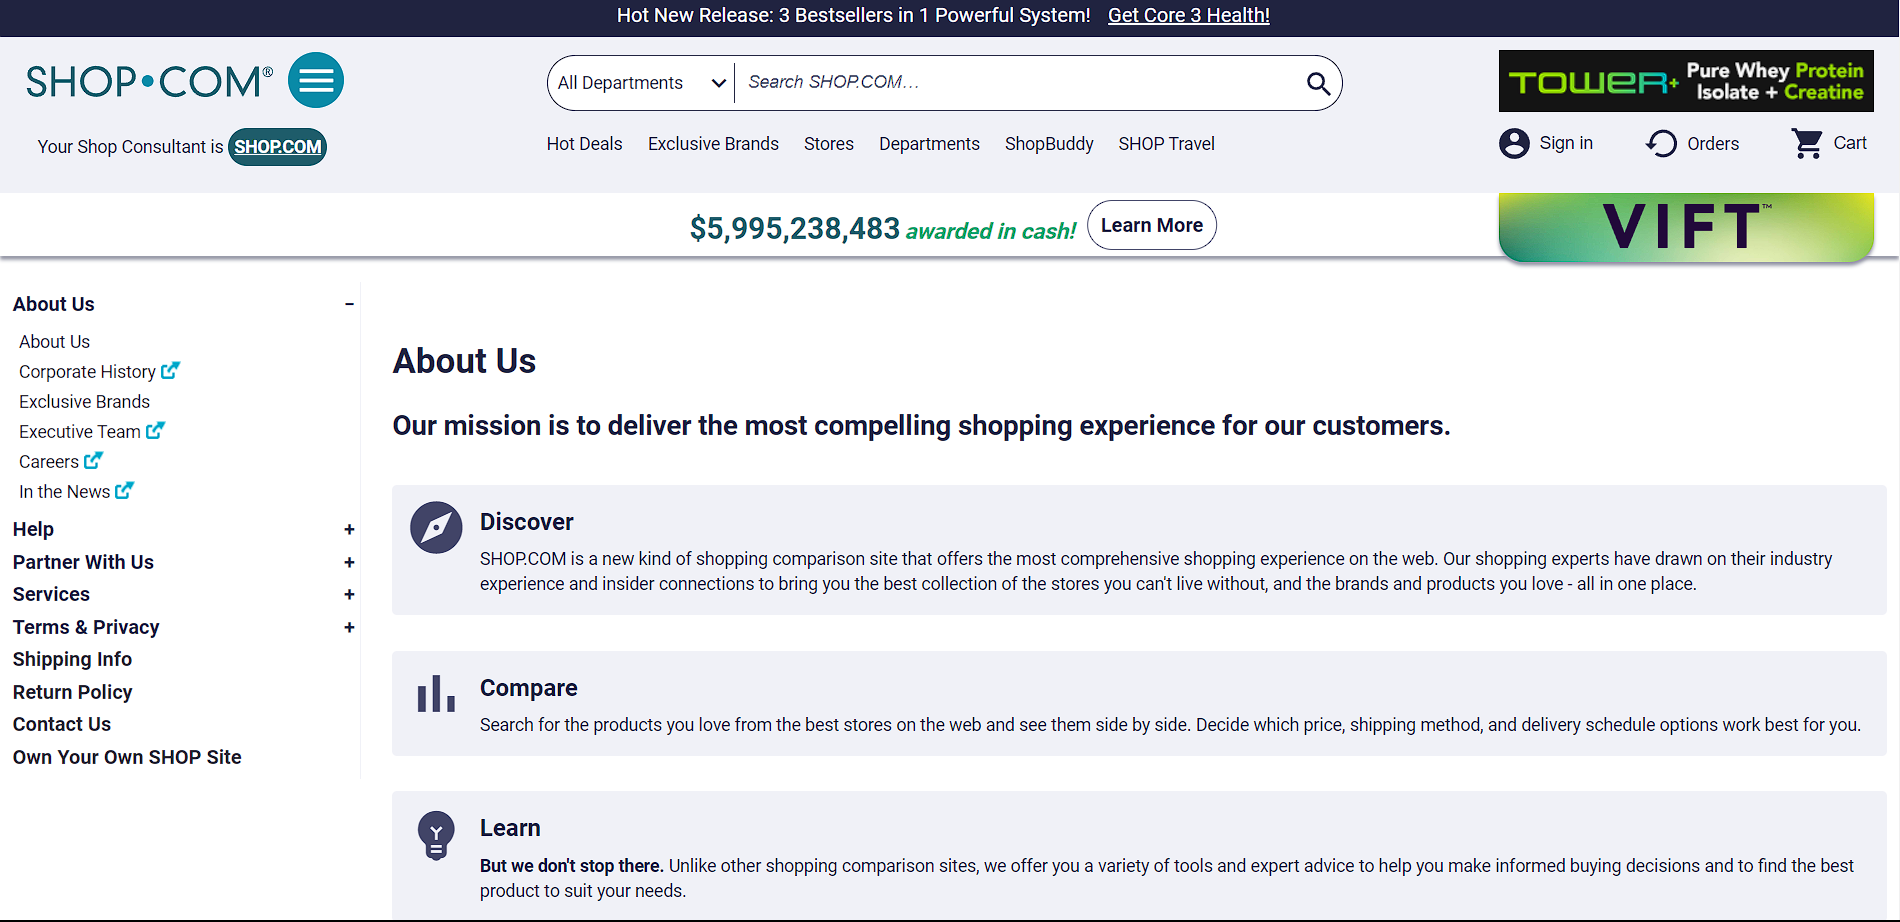 Hot New Release: 3 Bestsellers in 1 Powerful System! Get Core 3 Health!
SHOP•COM®
All Departments
Search SHOP.COM...
TOWER+ Pure Whey Protein
Isolate + Creatine
Your Shop Consultant is SHOP.COM
Hot Deals Exclusive Brands Stores Departments ShopBuddy SHOP Travel
Sign in Orders Cart
$5,995,238,483 awarded in cash! Learn More
VIFT™
About Us –
About Us
Corporate History
Exclusive Brands
Executive Team
Careers
In the News
Help +
Partner With Us +
Services +
Terms & Privacy +
Shipping Info
Return Policy
Contact Us
Own Your Own SHOP Site
About Us
Our mission is to deliver the most compelling shopping experience for our customers.
Discover
SHOP.COM is a new kind of shopping comparison site that offers the most comprehensive shopping experience on the web. Our shopping experts have drawn on their industry
experience and insider connections to bring you the best collection of the stores you can't live without, and the brands and products you love - all in one place.
Compare
Search for the products you love from the best stores on the web and see them side by side. Decide which price, shipping method, and delivery schedule options work best for you.
Learn
But we don't stop there. Unlike other shopping comparison sites, we offer you a variety of tools and expert advice to help you make informed buying decisions and to find the best
product to suit your needs.